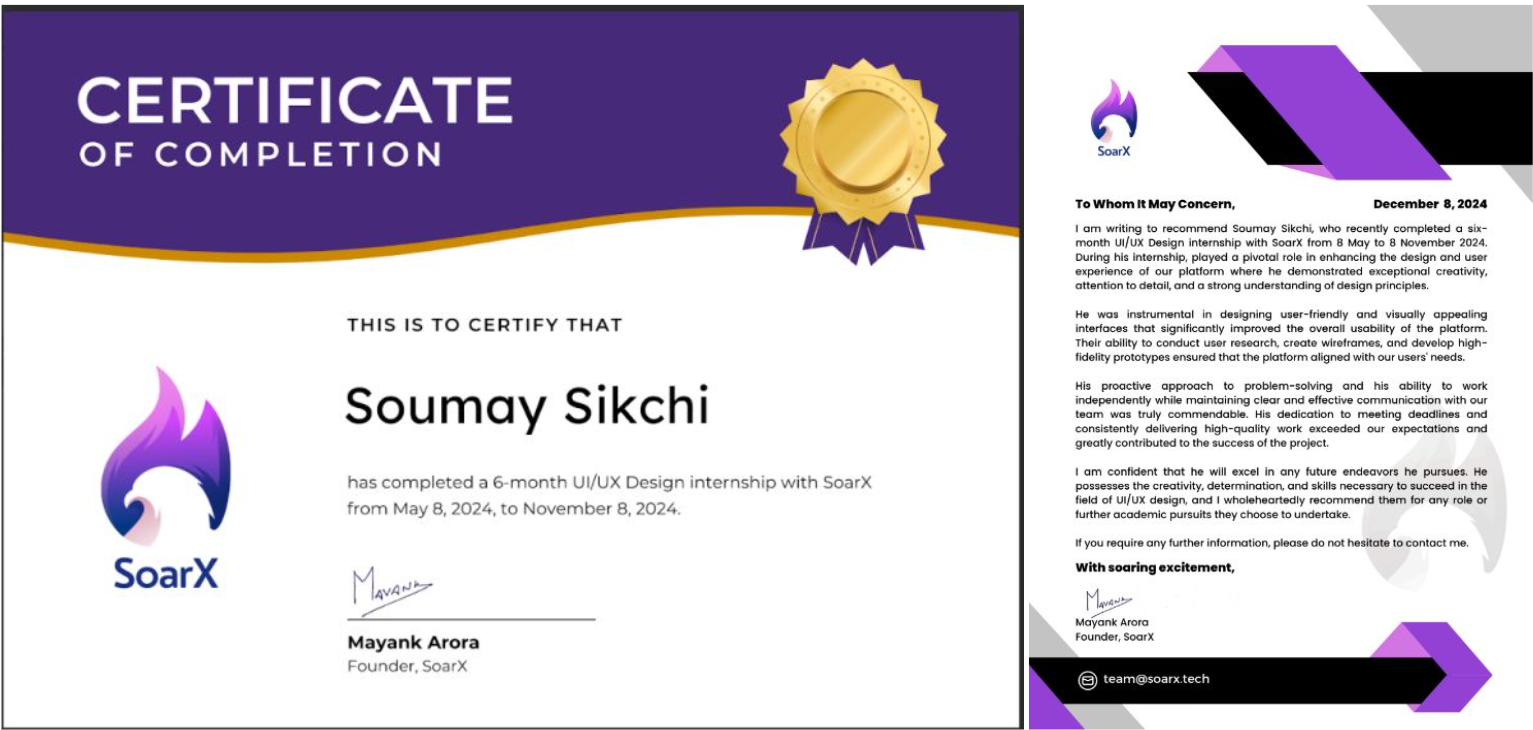 CERTIFICATE
OF COMPLETION
THIS IS TO CERTIFY THAT
Soumay Sikchi
has completed a 6-month UI/UX Design internship with SoarX
from May 8, 2024, to November 8, 2024.
SoarX
Mayank
Mayank Arora
Founder, SoarX
SoarX
To Whom It May Concern,
December 8, 2024
I am writing to recommend Soumay Sikchi, who recently completed a six-
month UI/UX Design internship with SoarX from 8 May to 8 November 2024.
During his internship, played a pivotal role in enhancing the design and user
experience of our platform where he demonstrated exceptional creativity,
attention to detail, and a strong understanding of design principles.
He was instrumental in designing user-friendly and visually appealing
interfaces that significantly improved the overall usability of the platform.
Their ability to conduct user research, create wireframes, and develop high-
fidelity prototypes ensured that the platform aligned with our users' needs.
His proactive approach to problem-solving and his ability to work
independently while maintaining clear and effective communication with our
team was truly commendable. His dedication to meeting deadlines and
consistently delivering high-quality work exceeded our expectations and
greatly contributed to the success of the project.
I am confident that he will excel in any future endeavors he pursues. He
possesses the creativity, determination, and skills necessary to succeed in the
field of UI/UX design, and I wholeheartedly recommend them for any role or
further academic pursuits they choose to undertake.
If you require any further information, please do not hesitate to contact me.
With soaring excitement,
Mayank
Mayank Arora
Founder, SoarX
team@soarx.tech